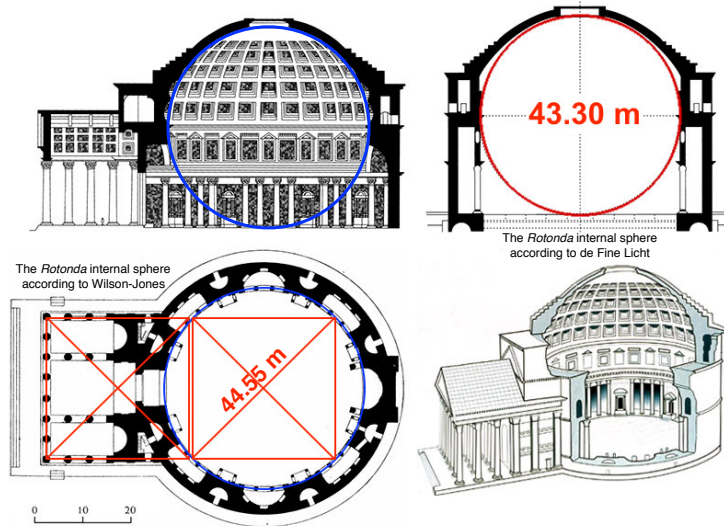 43.30 m
The Rotonda internal sphere
according to de Fine Licht
The Rotonda internal sphere
according to Wilson-Jones
44.55 m
0 10 20